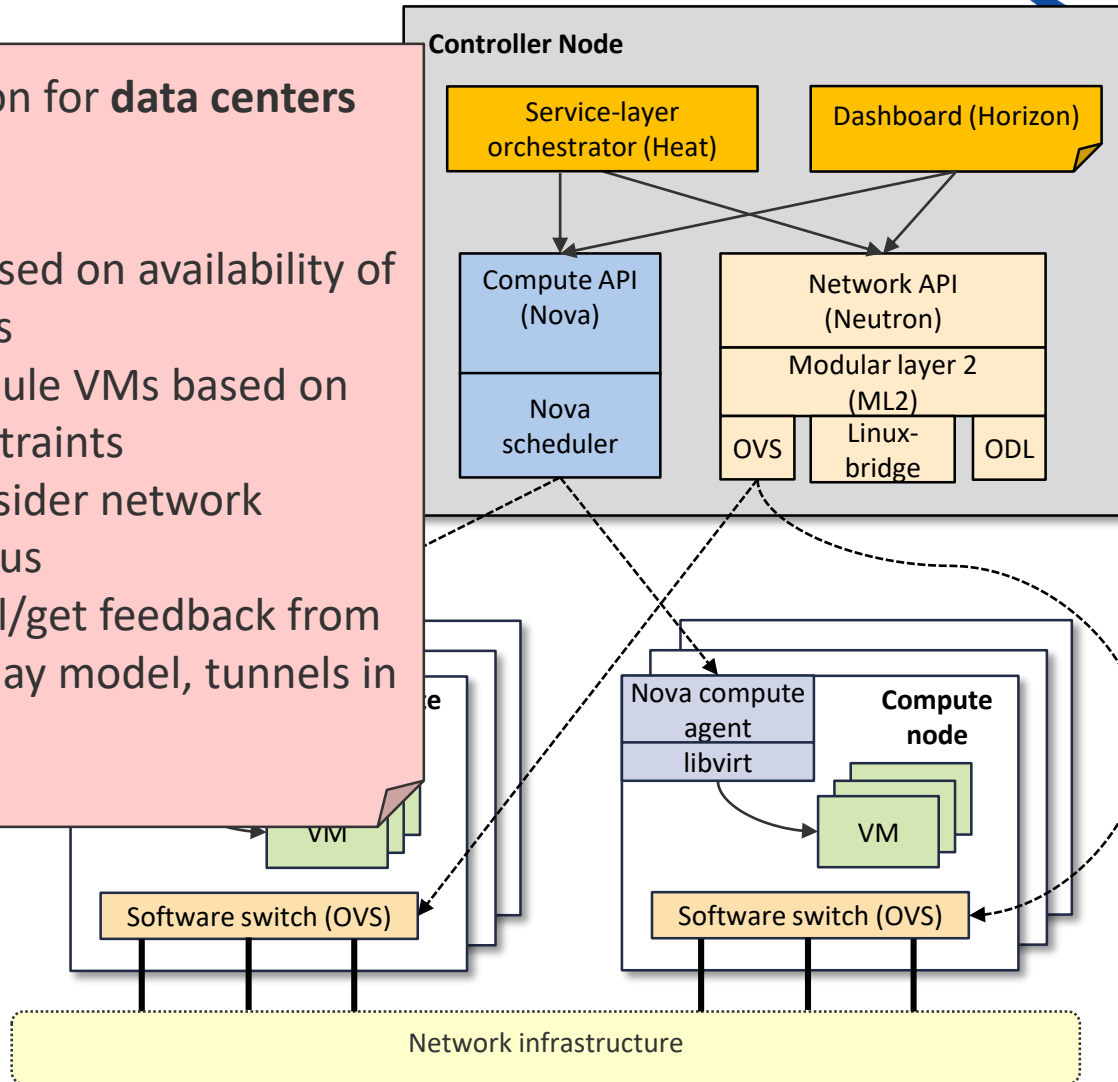 Controller Node
on for data centers
Service-layer
orchestrator (Heat)
Dashboard (Horizon)
sed on availability of
s
ule VMs based on
traints
sider network
us
l/get feedback from
ay model, tunnels in
Compute API
(Nova)
Nova
scheduler
Network API
(Neutron)
Modular layer 2
(ML2)
OVS
Linux-
bridge
ODL
te
VM
Software switch (OVS)
Nova compute
agent
libvirt
Compute
node
VM
Software switch (OVS)
Network infrastructure